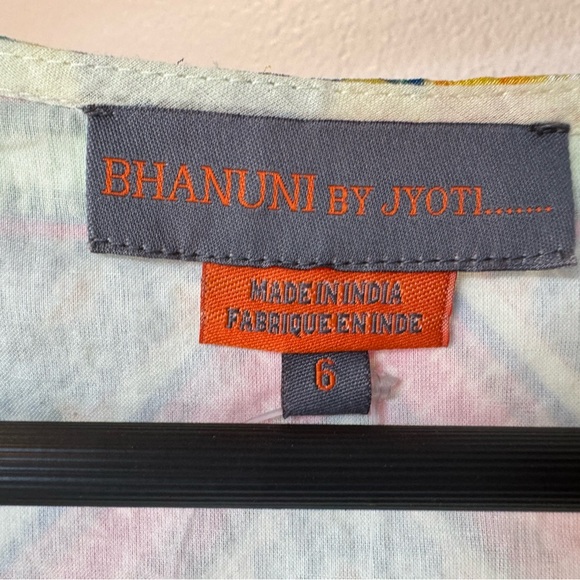 BHANUNI BY JYOTI.......
MADE IN INDIA
FABRIQUE EN INDE
6